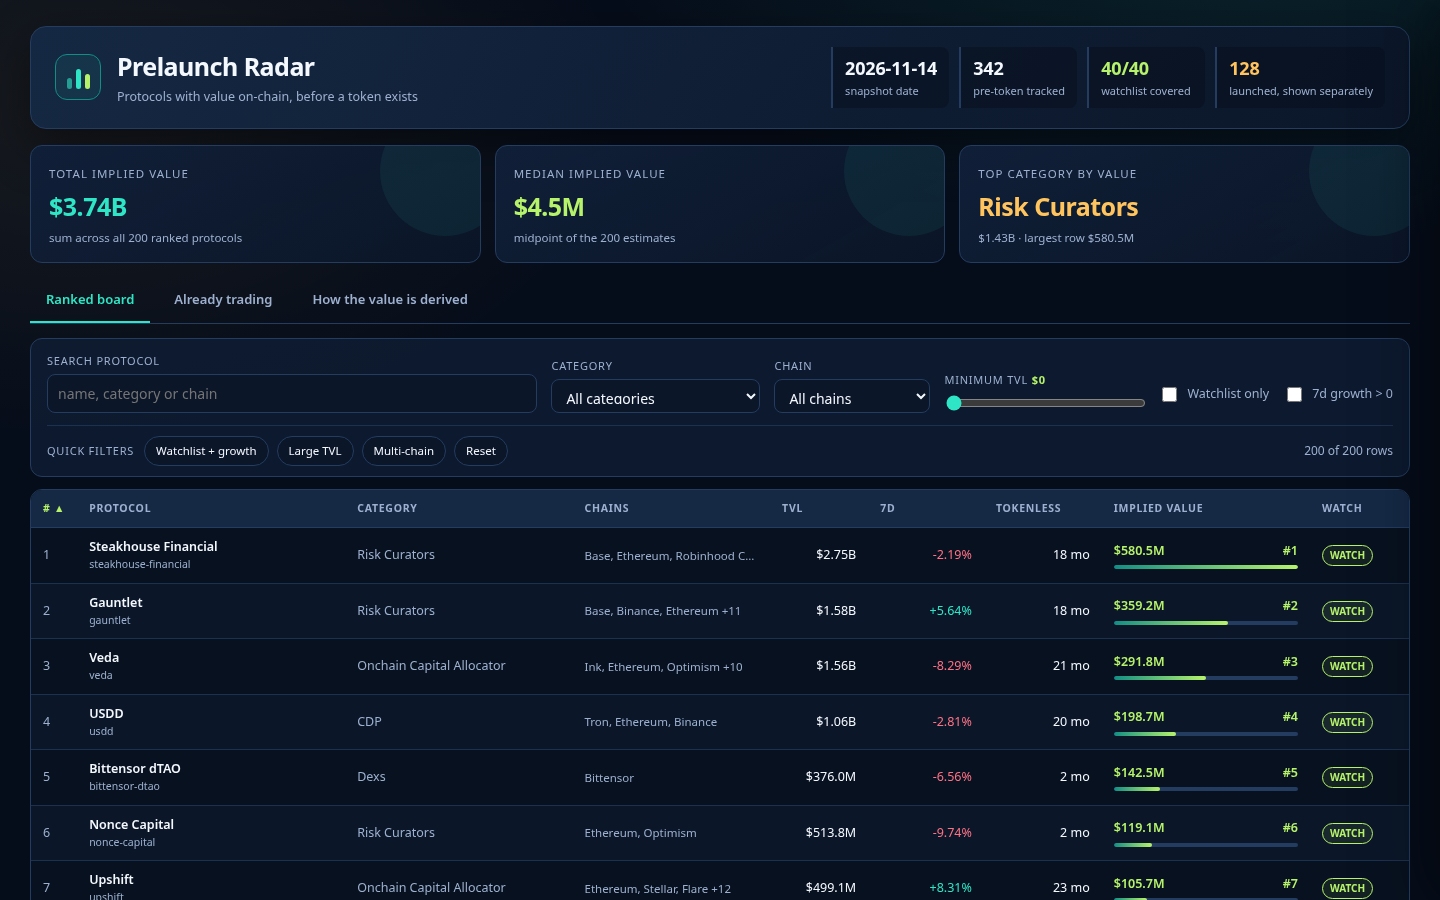 Prelaunch Radar
Protocols with value on-chain, before a token exists
2026-11-14
snapshot date
342
pre-token tracked
40/40
watchlist covered
128
launched, shown separately
TOTAL IMPLIED VALUE
$3.74B
sum across all 200 ranked protocols
MEDIAN IMPLIED VALUE
$4.5M
midpoint of the 200 estimates
TOP CATEGORY BY VALUE
Risk Curators
$1.43B · largest row $580.5M
Ranked board Already trading How the value is derived
SEARCH PROTOCOL
name, category or chain
CATEGORY
All categories
CHAIN
All chains
MINIMUM TVL $0
Watchlist only
7d growth > 0
QUICK FILTERS Watchlist + growth Large TVL Multi-chain Reset 200 of 200 rows
# ▲ PROTOCOL CATEGORY CHAINS TVL 7D TOKENLESS IMPLIED VALUE WATCH
1 Steakhouse Financial Risk Curators Base, Ethereum, Robinhood C... $2.75B -2.19% 18 mo $580.5M #1 WATCH
steakhouse-financial
2 Gauntlet Risk Curators Base, Binance, Ethereum +11 $1.58B +5.64% 18 mo $359.2M #2 WATCH
gauntlet
3 Veda Onchain Capital Allocator Ink, Ethereum, Optimism +10 $1.56B -8.29% 21 mo $291.8M #3 WATCH
veda
4 USDD CDP Tron, Ethereum, Binance $1.06B -2.81% 20 mo $198.7M #4 WATCH
usdd
5 Bittensor dTAO Dexs Bittensor $376.0M -6.56% 2 mo $142.5M #5 WATCH
bittensor-dtao
6 Nonce Capital Risk Curators Ethereum, Optimism $513.8M -9.74% 2 mo $119.1M #6 WATCH
nonce-capital
7 Upshift Onchain Capital Allocator Ethereum, Stellar, Flare +12 $499.1M +8.31% 23 mo $105.7M #7 WATCH
upshift